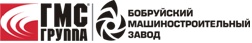 ГМС
ГРУППА
БОБРУЙСКИЙ
МАШИНОСТРОИТЕЛЬНЫЙ
ЗАВОД